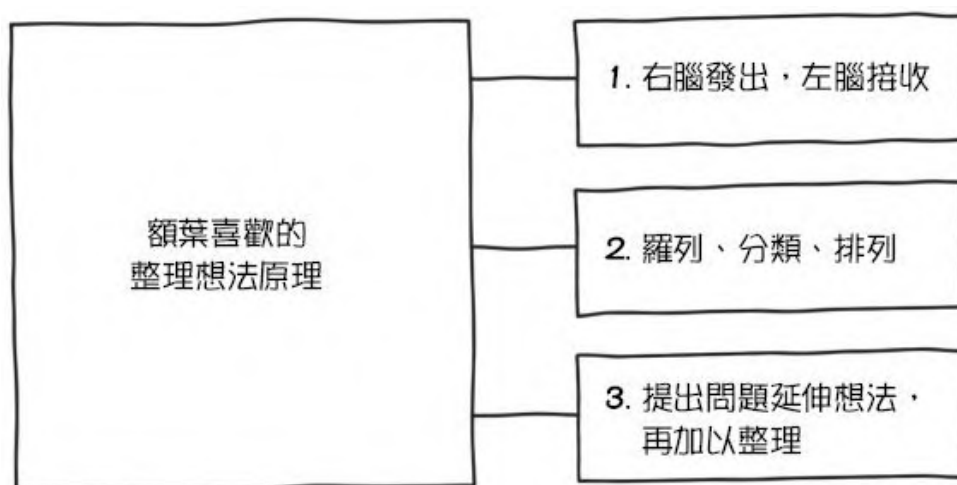 額葉喜歡的
整理想法原理
1. 右腦發出，左腦接收
2. 羅列、分類、排列
3. 提出問題延伸想法，
再加以整理